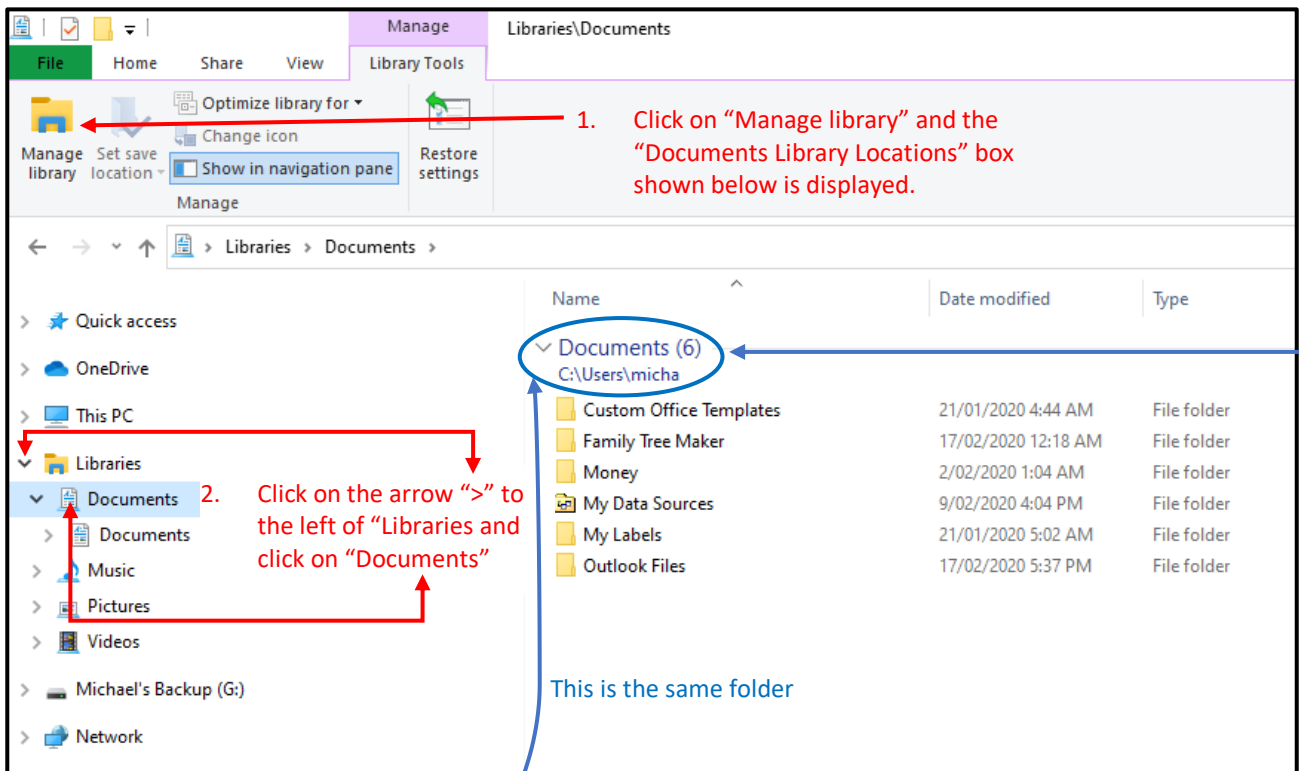 Manage Libraries\Documents
File Home Share View Library Tools
Optimize library for
Change icon
Show in navigation pane
Manage library
Set save location
Restore settings
Manage
1. Click on “Manage library” and the
“Documents Library Locations” box
shown below is displayed.
Libraries > Documents >
Name Date modified Type
> Quick access
> OneDrive
> This PC
Libraries
Documents
> Documents
> Music
> Pictures
> Videos
> Michael's Backup (G:)
> Network
2. Click on the arrow “>” to
the left of “Libraries and
click on “Documents”
Documents (6)
C:\Users\micha
Custom Office Templates 21/01/2020 4:44 AM File folder
Family Tree Maker 17/02/2020 12:18 AM File folder
Money 2/02/2020 1:04 AM File folder
My Data Sources 9/02/2020 4:04 PM File folder
My Labels 21/01/2020 5:02 AM File folder
Outlook Files 17/02/2020 5:37 PM File folder
This is the same folder